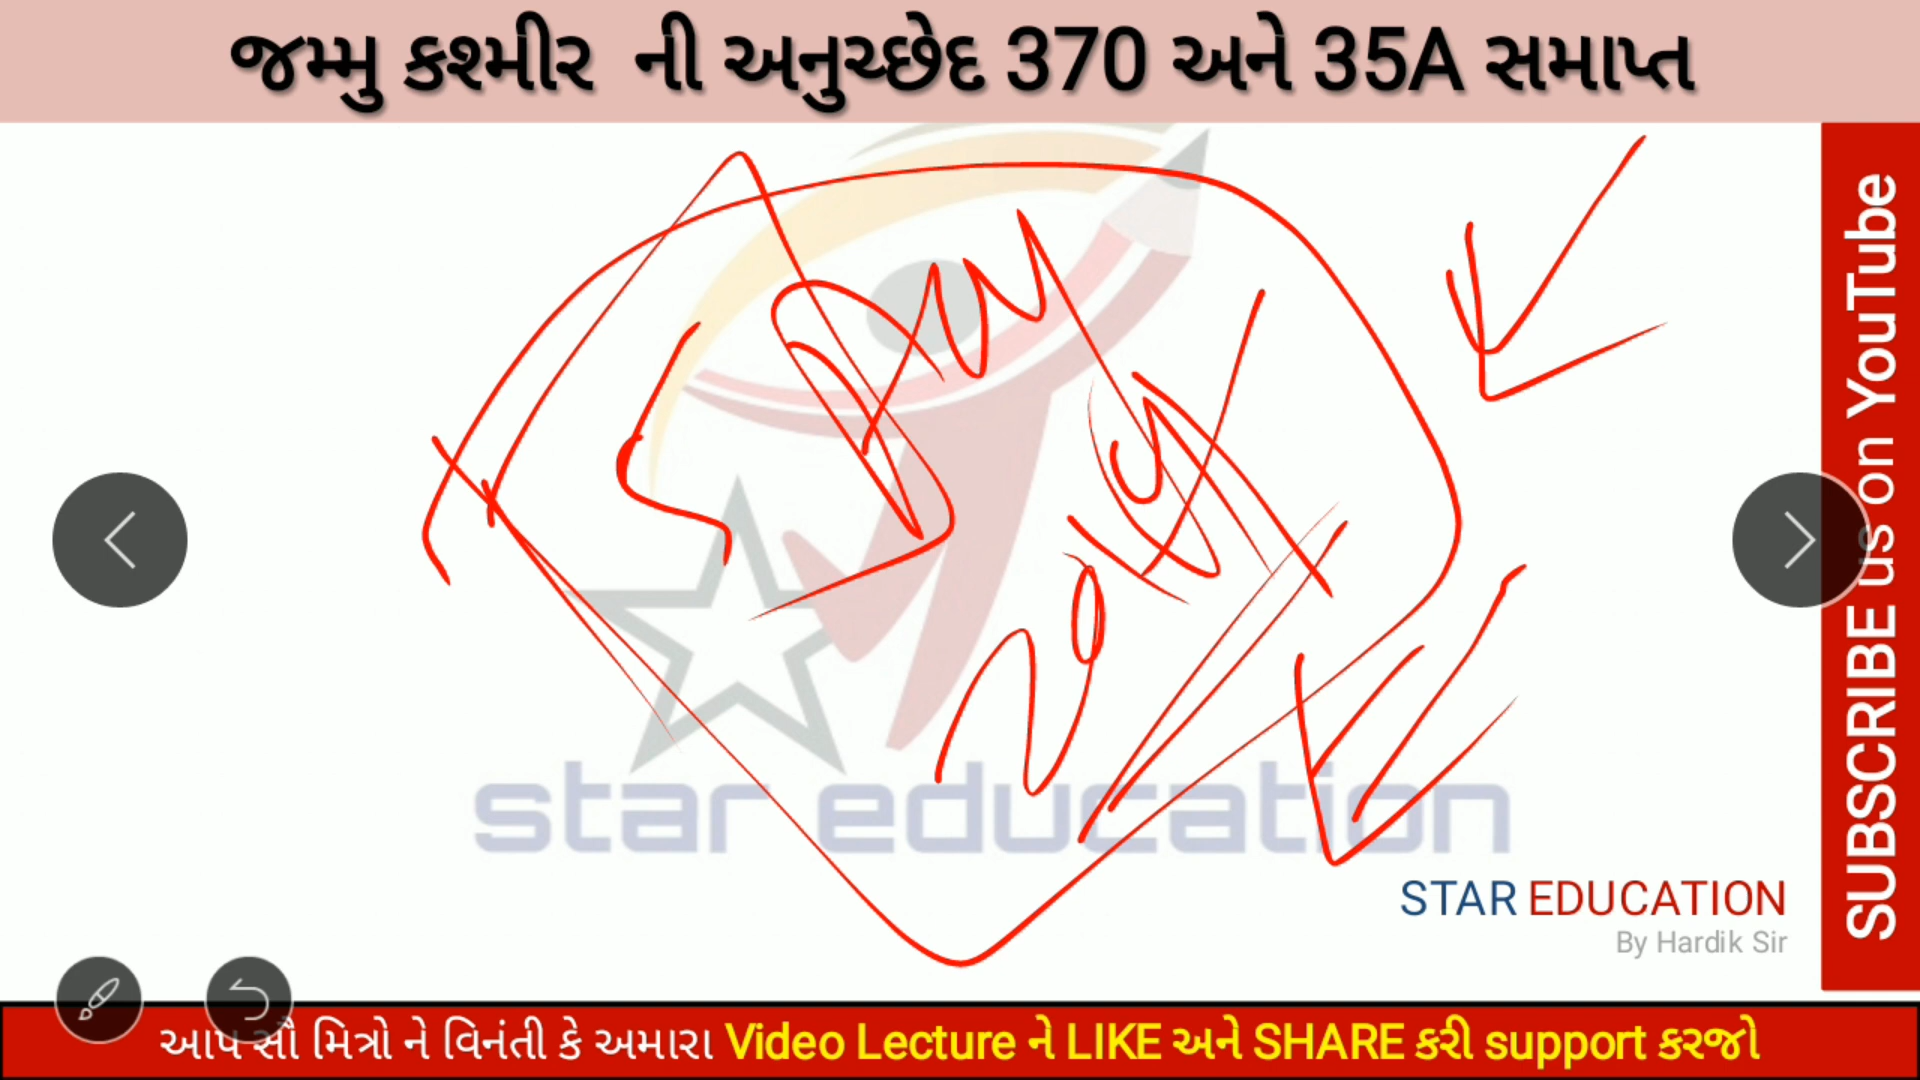 જમ્મુ કશ્મીર ની અનુચ્છેદ 370 અને 35A સમાપ્ત
2019
star education
STAR EDUCATION
By Hardik Sir
SUBSCRIBE us on YouTube
આપ સૌ મિત્રો ને વિનંતી કે અમારા Video Lecture ને LIKE અને SHARE કરી support કરજો